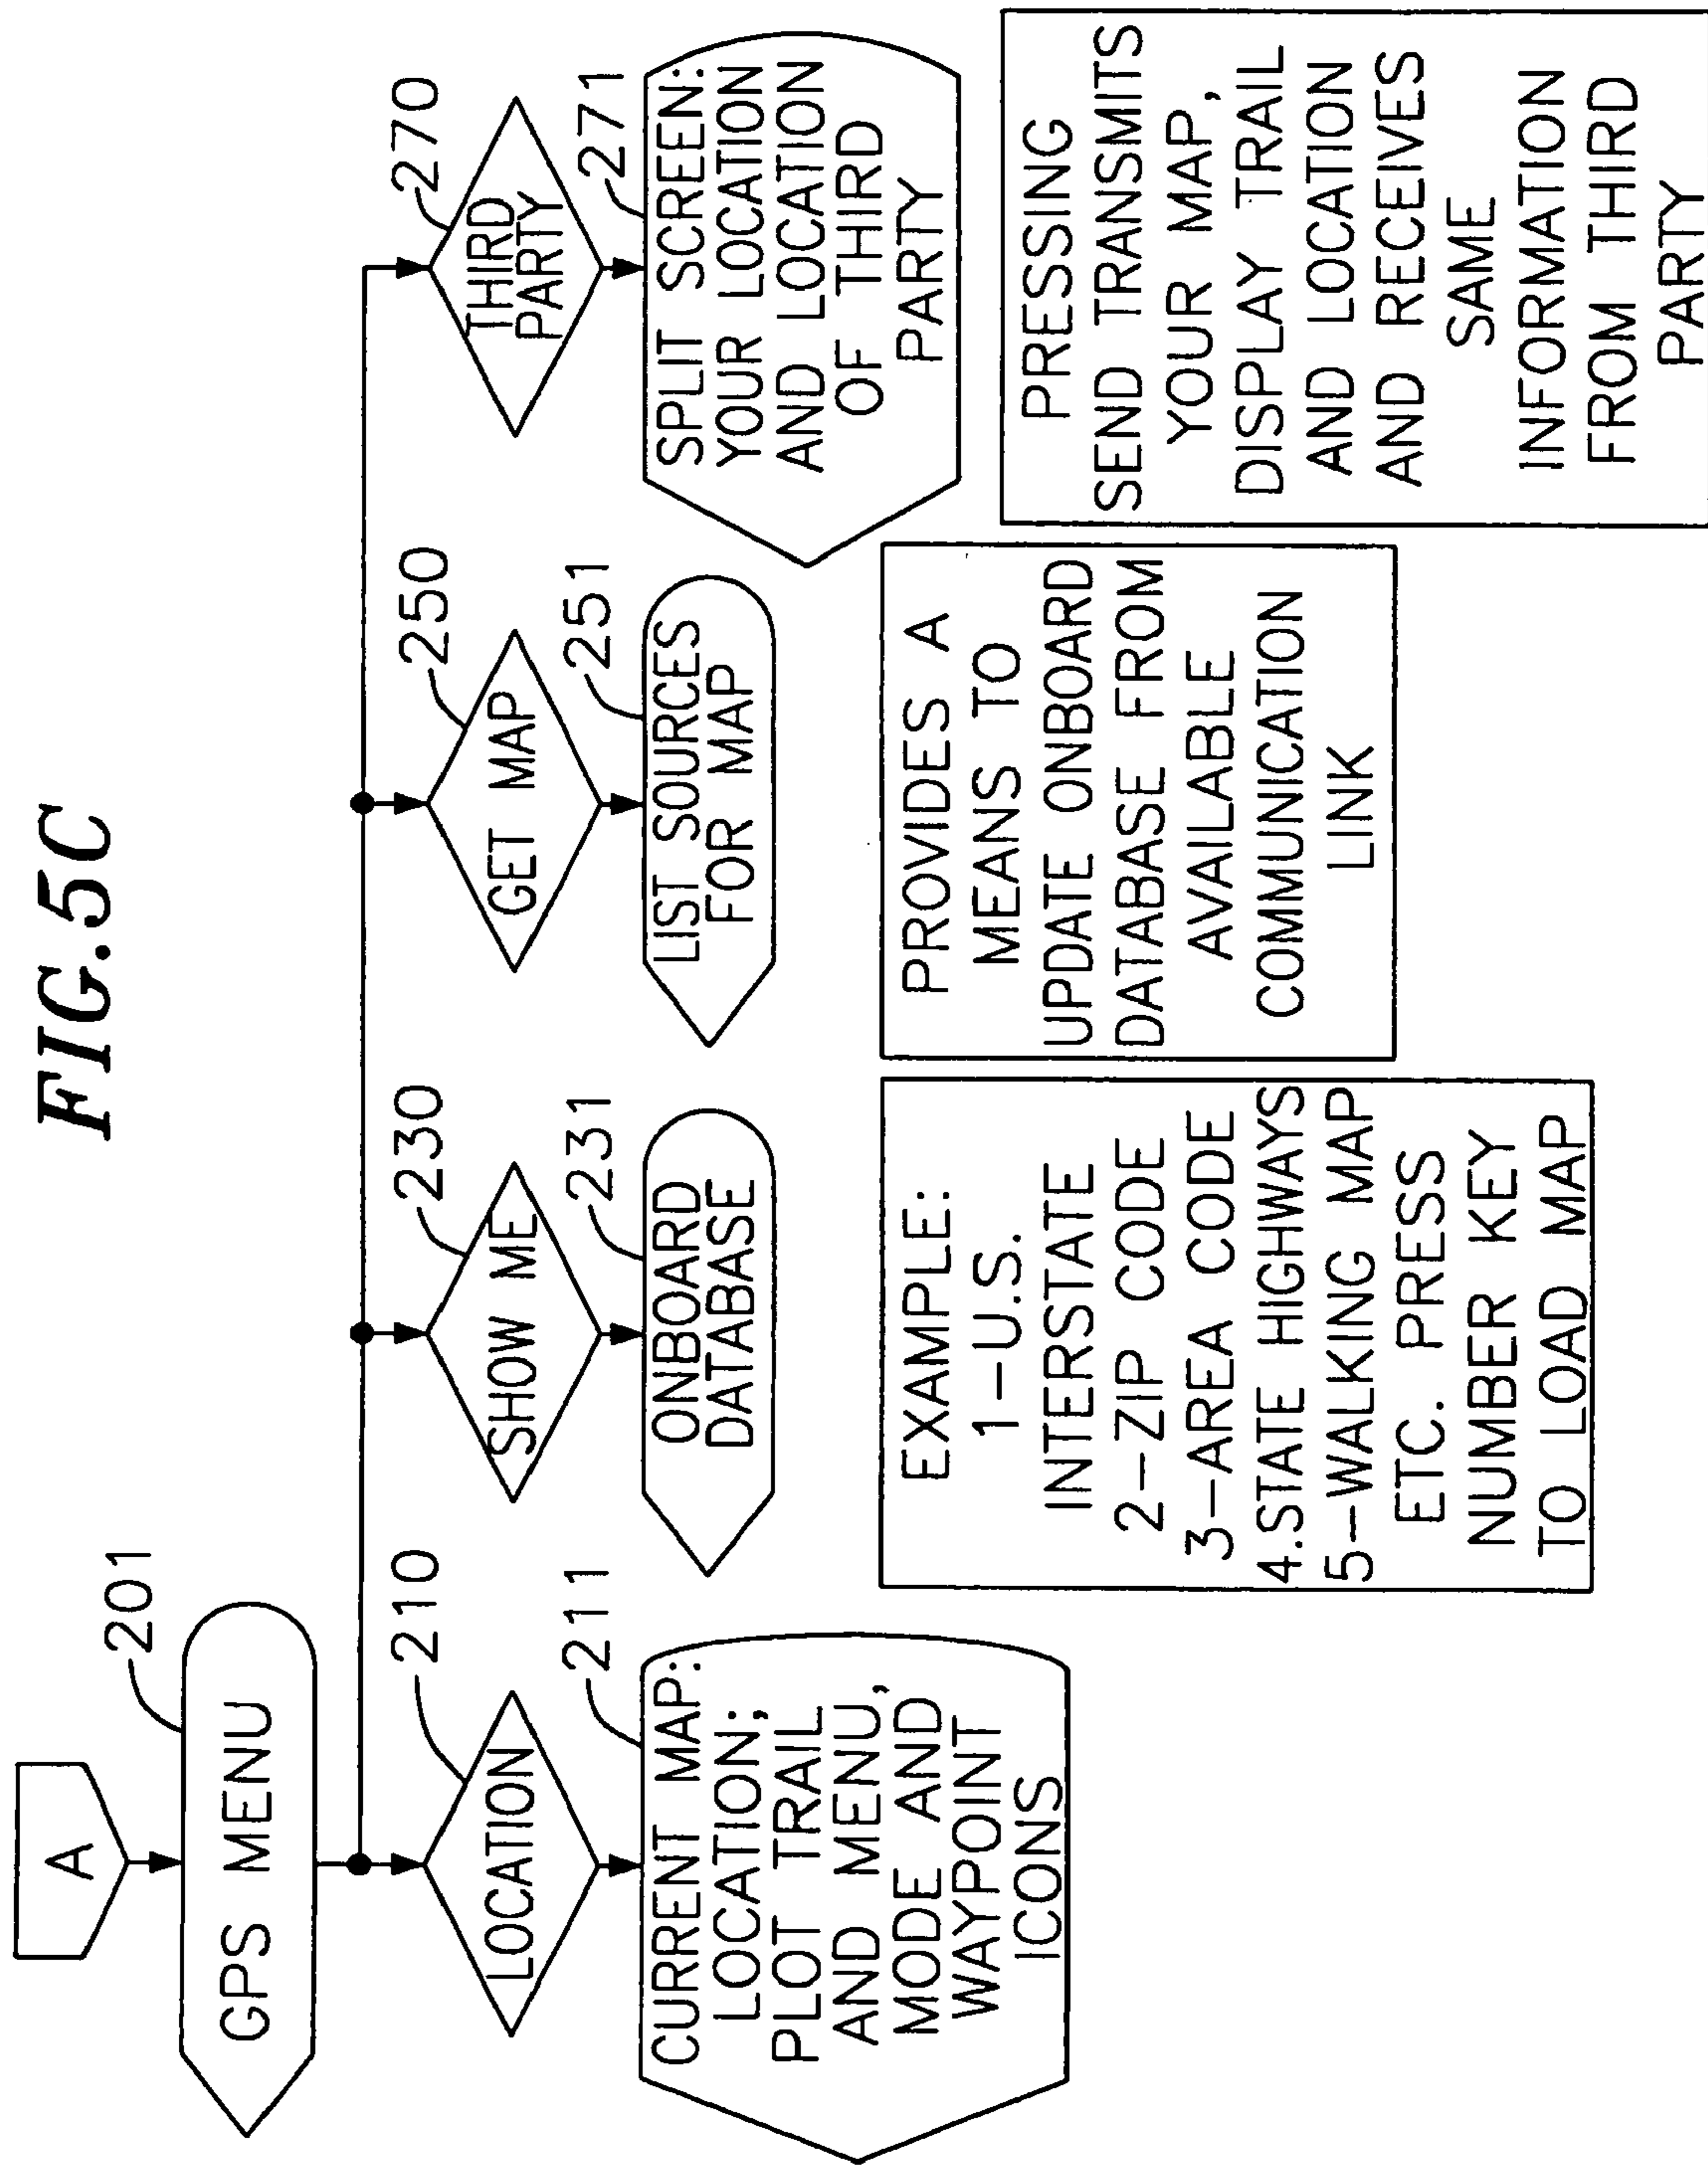 FIG.5C
A
201
GPS MENU
210
LOCATION
211
CURRENT MAP:
LOCATION;
PLOT TRAIL
AND MENU,
MODE AND
WAYPOINT
ICONS
230
SHOW ME
231
ONBOARD
DATABASE
EXAMPLE:
1-U.S.
INTERSTATE
2-ZIP CODE
3-AREA CODE
4.STATE HIGHWAYS
5-WALKING MAP
ETC. PRESS
NUMBER KEY
TO LOAD MAP
250
GET MAP
251
LIST SOURCES
FOR MAP
PROVIDES A
MEANS TO
UPDATE ONBOARD
DATABASE FROM
AVAILABLE
COMMUNICATION
LINK
270
THIRD
PARTY
271
SPLIT SCREEN:
YOUR LOCATION
AND LOCATION
OF THIRD
PARTY
PRESSING
SEND TRANSMITS
YOUR MAP,
DISPLAY TRAIL
AND LOCATION
AND RECEIVES
SAME
INFORMATION
FROM THIRD
PARTY